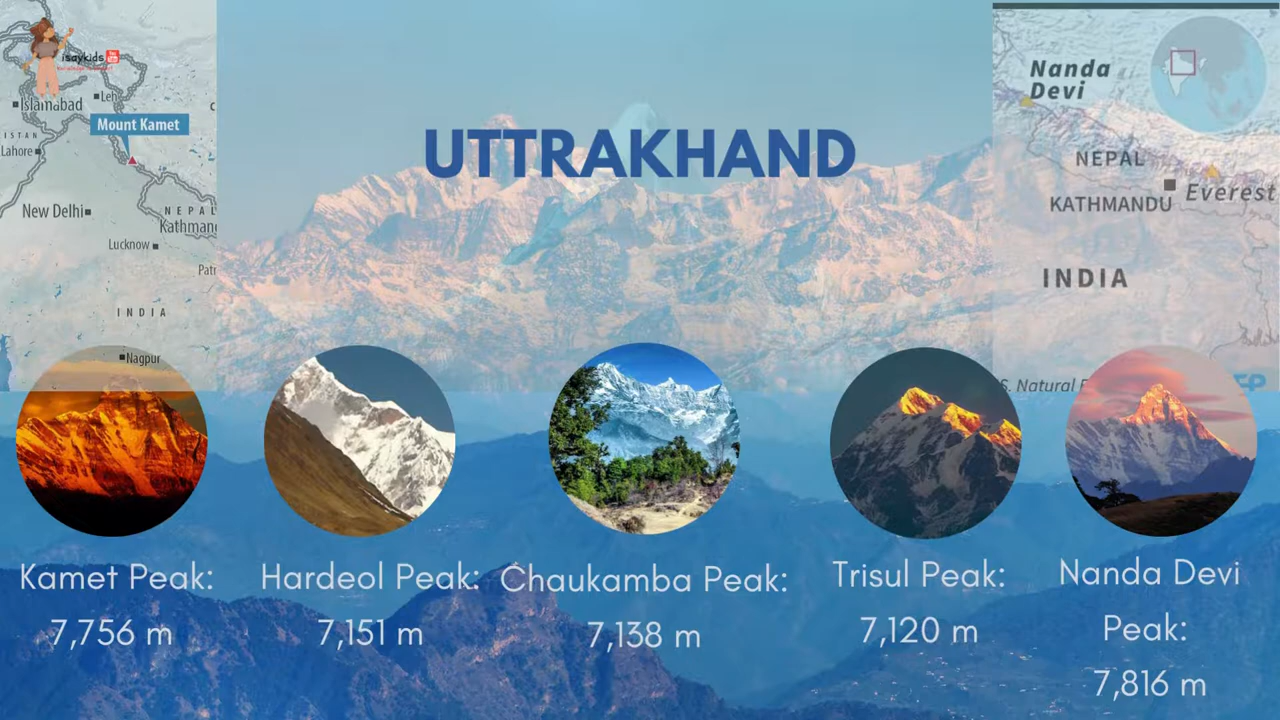 isaykids
Islamabad
Leh
Mount Kamet
ISTAN
Lahore
New Delhi
NEPAL
Lucknow
INDIA
Nagpur
UTTRAKHAND
Nanda
Devi
NEPAL
KATHMANDU
Everest
INDIA
Kamet Peak:
7,756 m
Hardeol Peak:
7,151 m
Chaukamba Peak:
7,138 m
Trisul Peak:
7,120 m
Nanda Devi
Peak:
7,816 m